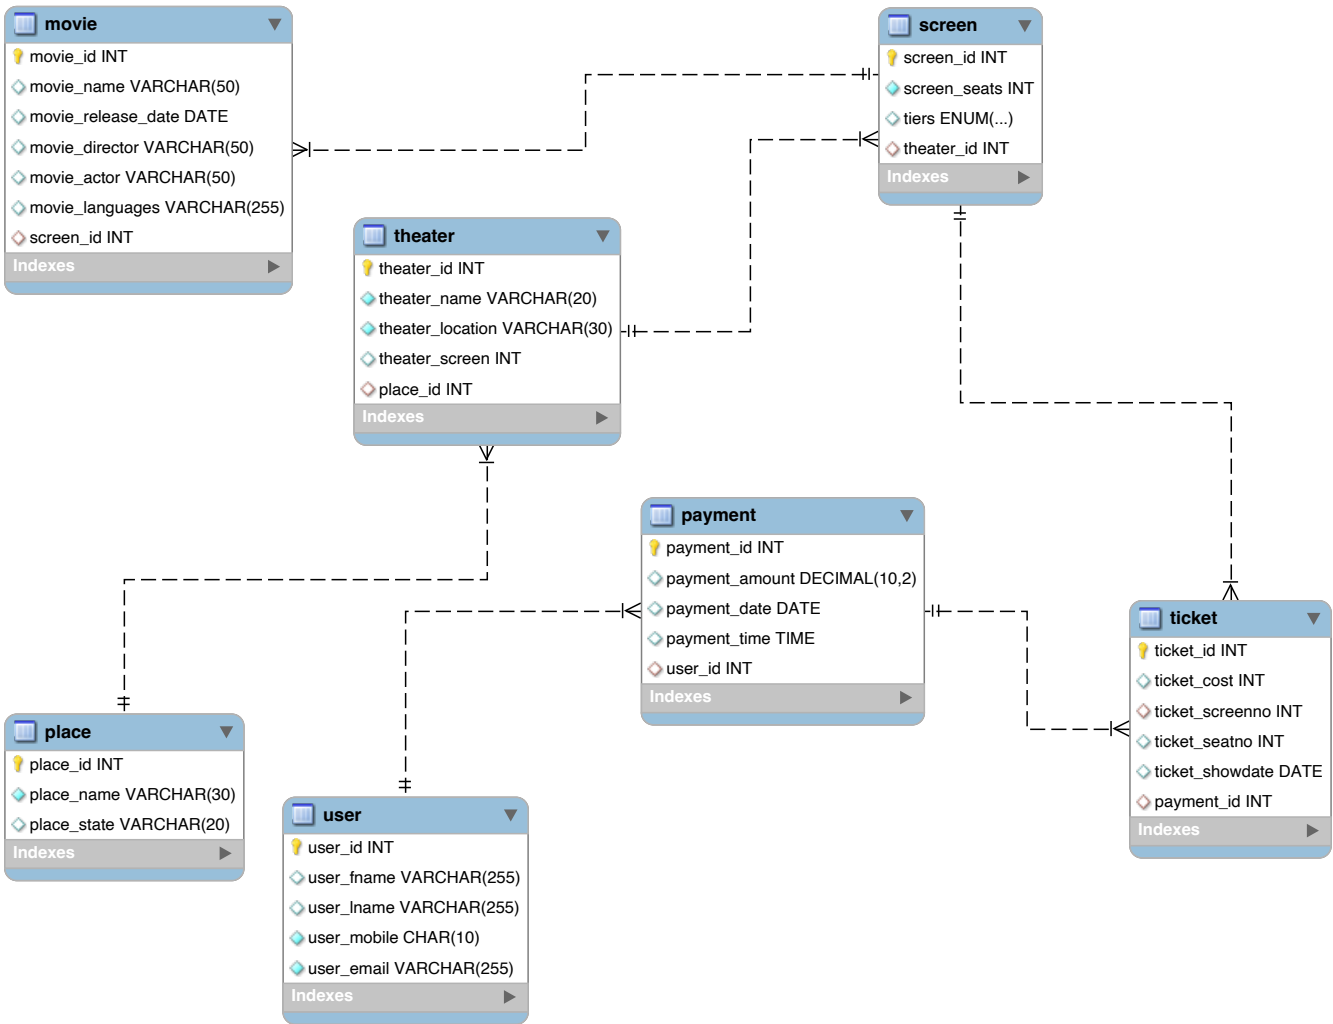 movie
movie_id INT
movie_name VARCHAR(50)
movie_release_date DATE
movie_director VARCHAR(50)
movie_actor VARCHAR(50)
movie_languages VARCHAR(255)
screen_id INT
Indexes
screen
screen_id INT
screen_seats INT
tiers ENUM(...)
theater_id INT
Indexes
theater
theater_id INT
theater_name VARCHAR(20)
theater_location VARCHAR(30)
theater_screen INT
place_id INT
Indexes
payment
payment_id INT
payment_amount DECIMAL(10,2)
payment_date DATE
payment_time TIME
user_id INT
Indexes
ticket
ticket_id INT
ticket_cost INT
ticket_screenno INT
ticket_seatno INT
ticket_showdate DATE
payment_id INT
Indexes
place
place_id INT
place_name VARCHAR(30)
place_state VARCHAR(20)
Indexes
user
user_id INT
user_fname VARCHAR(255)
user_lname VARCHAR(255)
user_mobile CHAR(10)
user_email VARCHAR(255)
Indexes